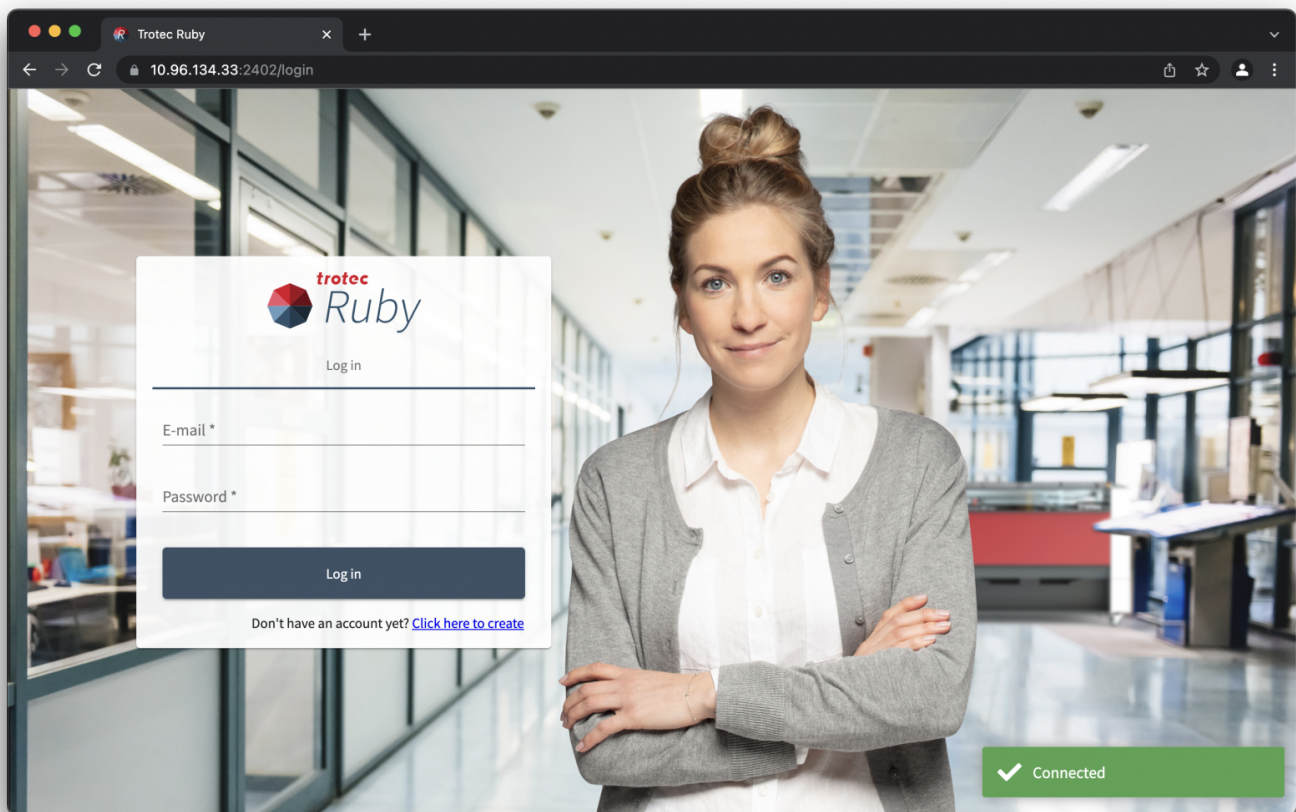 Trotec Ruby
10.96.134.33:2402/login
trotec
Ruby
Log in
E-mail *
Password *
Log in
Don't have an account yet? Click here to create
Connected